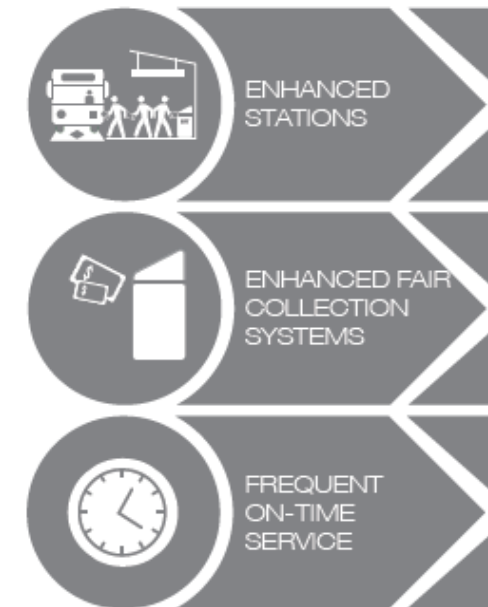 ENHANCED
STATIONS
ENHANCED FAIR
COLLECTION
SYSTEMS
FREQUENT
ON-TIME
SERVICE